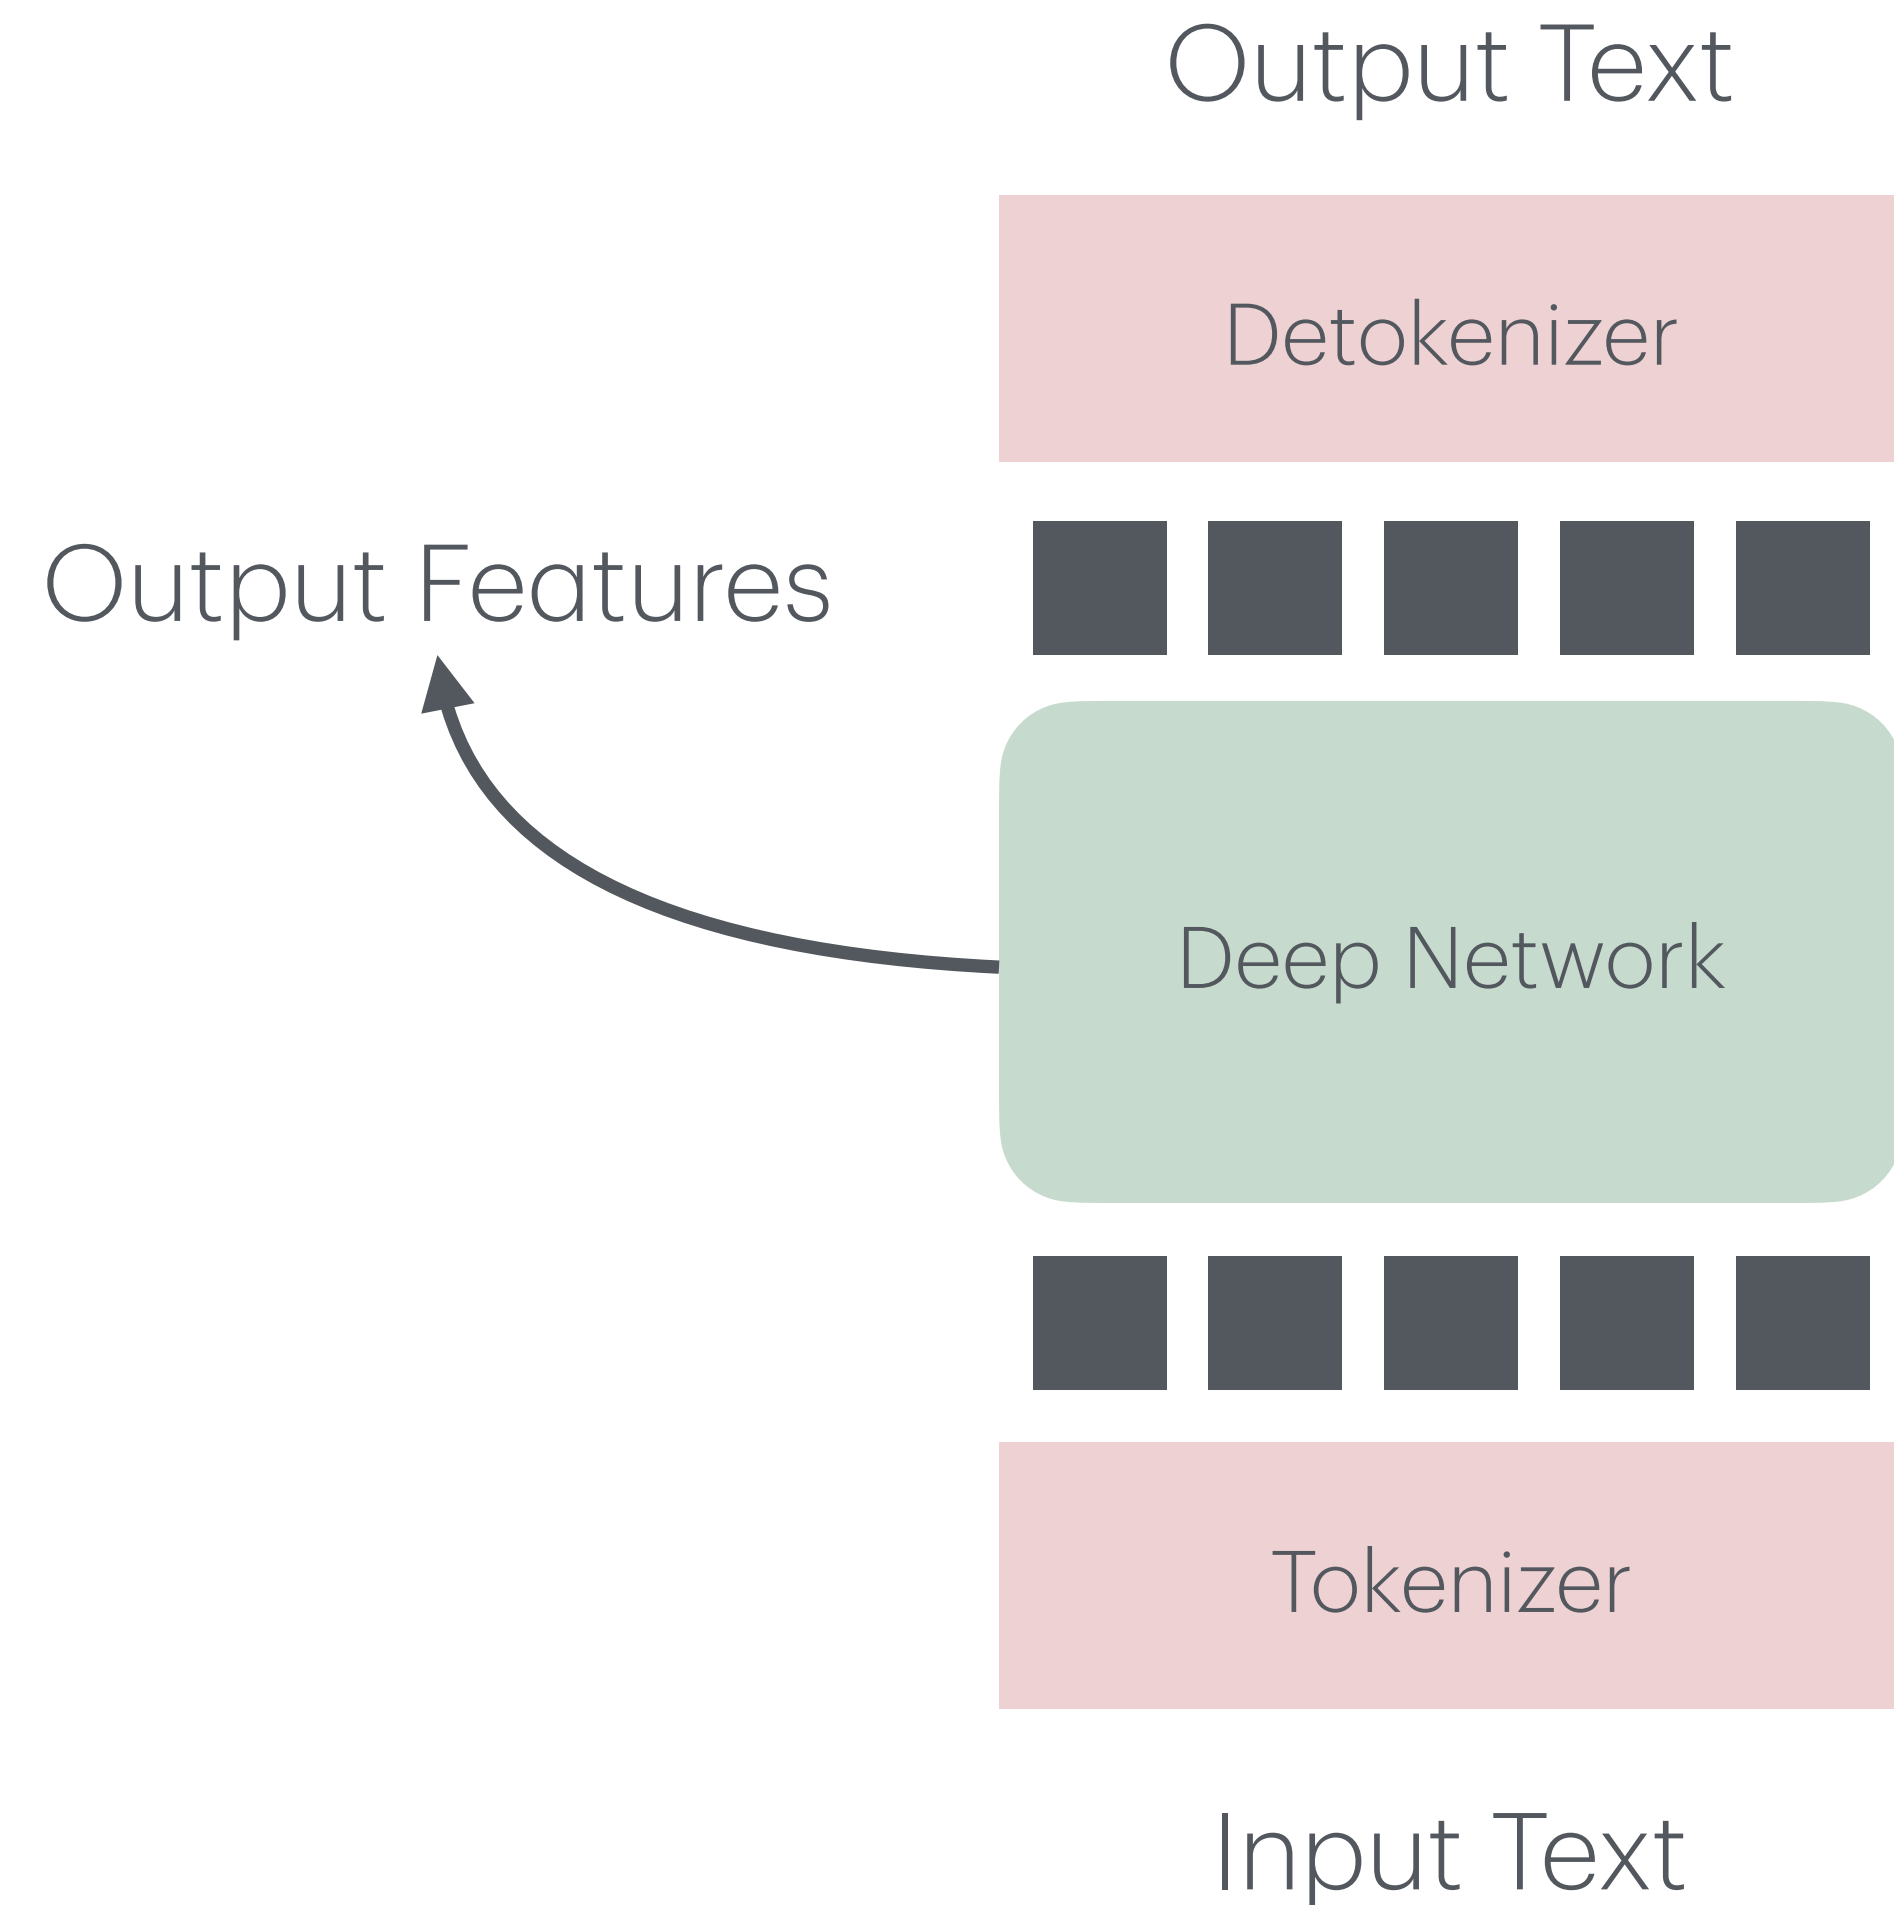 Output Text
Detokenizer
Output Features
Deep Network
Tokenizer
Input Text